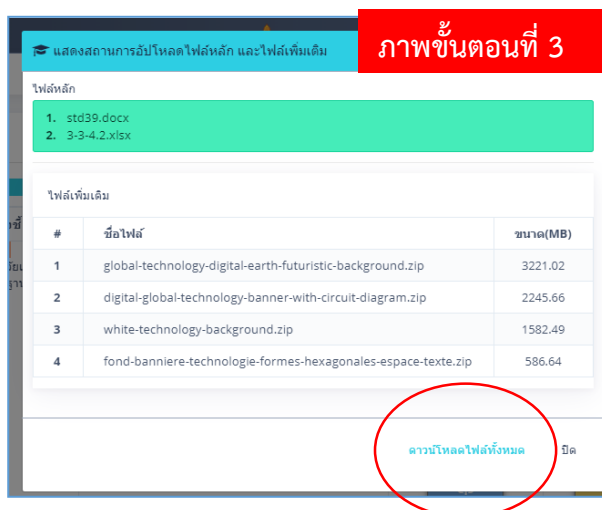 ภาพขั้นตอนที่ 3
แสดงสถานการอัปโหลดไฟล์หลัก และไฟล์เพิ่มเติม
ไฟล์หลัก
1. std39.docx
2. 3-3-4.2.xlsx
ไฟล์เพิ่มเติม
# ชื่อไฟล์ ขนาด(MB)
1 global-technology-digital-earth-futuristic-background.zip 3221.02
2 digital-global-technology-banner-with-circuit-diagram.zip 2245.66
3 white-technology-background.zip 1582.49
4 fond-banniere-technologie-formes-hexagonales-espace-texte.zip 586.64
ดาวน์โหลดไฟล์ทั้งหมด ปิด